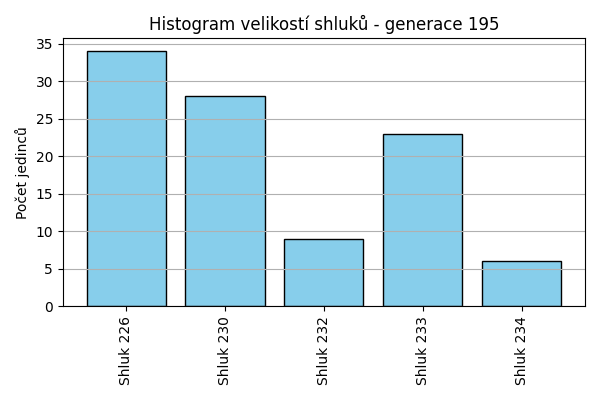 Histogram velikostí shluků - generace 195
Počet jedinců
35
30
25
20
15
10
5
0
Shluk 226
Shluk 230
Shluk 232
Shluk 233
Shluk 234